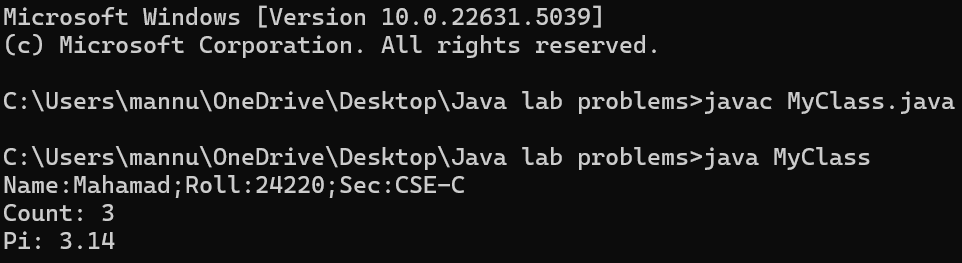 Microsoft Windows [Version 10.0.22631.5039]
(c) Microsoft Corporation. All rights reserved.
C:\Users\mannu\OneDrive\Desktop\Java lab problems>javac MyClass.java
C:\Users\mannu\OneDrive\Desktop\Java lab problems>java MyClass
Name:Mahamad;Roll:24220;Sec:CSE-C
Count: 3
Pi: 3.14